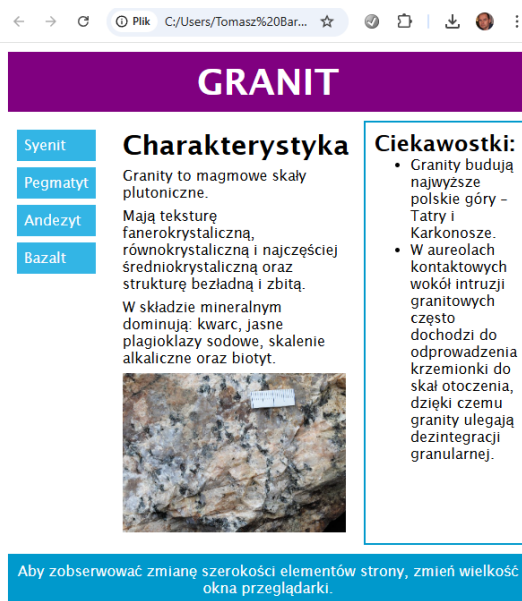 Plik
C:/Users/Tomasz%20Bar...
GRANIT
Syenit
Pegmatyt
Andezyt
Bazalt
Charakterystyka
Granity to magmowe skały
plutoniczne.
Mają teksturę
fanerokrystaliczną,
równokrystaliczną i najczęściej
średniokrystaliczną oraz
strukturę bezładną i zbitą.
W składzie mineralnym
dominują: kwarc, jasne
plagioklazy sodowe, skalenie
alkaliczne oraz biotyt.
Ciekawostki:
• Granity budują
najwyższe
polskie góry –
Tatry i
Karkonosze.
• W aureolach
kontaktowych
wokół intruzji
granitowych
często
dochodzi do
odprowadzenia
krzemionki do
skał otoczenia,
dzięki czemu
granity ulegają
dezintegracji
granularnej.
Aby zobserwować zmianę szerokości elementów strony, zmień wielkość
okna przeglądarki.